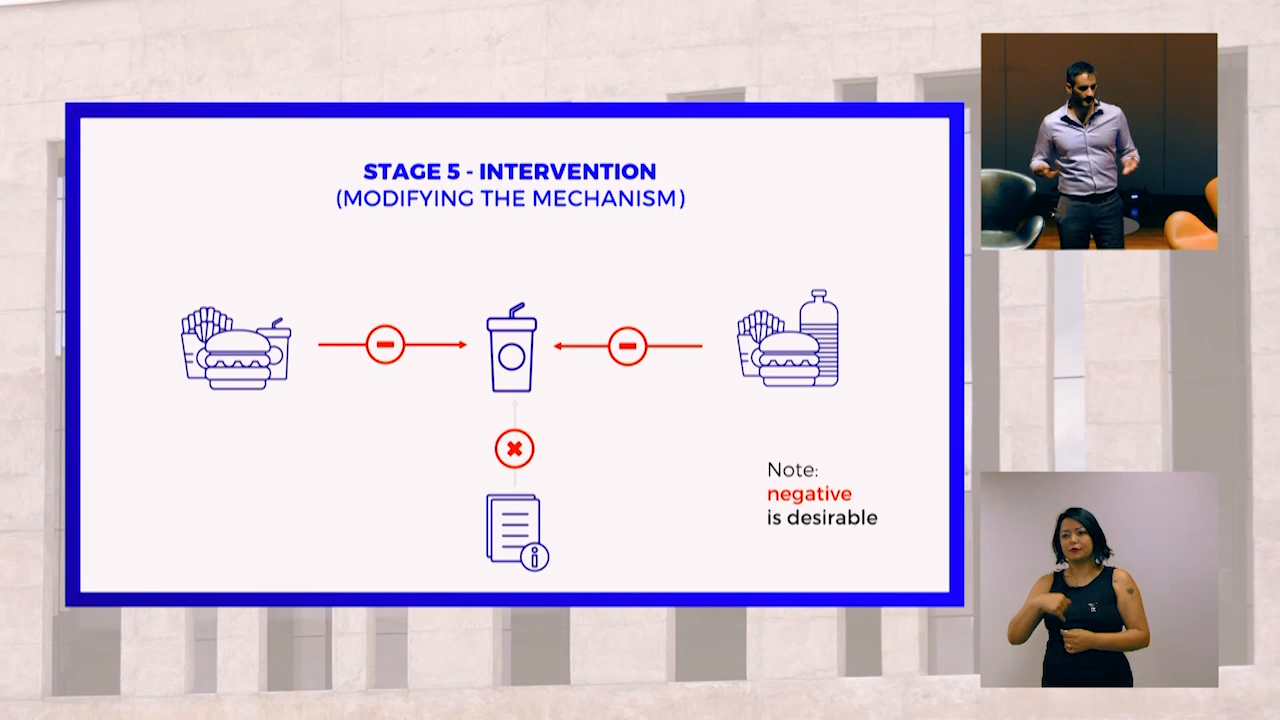 STAGE 5 - INTERVENTION
(MODIFYING THE MECHANISM)
Note:
negative
is desirable